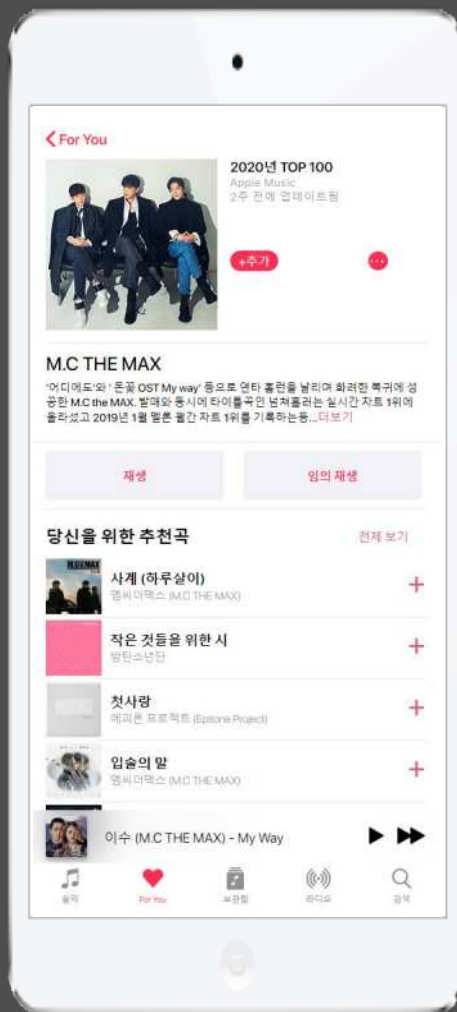 For You
2020년 TOP 100
Apple Music
2주 전에 업데이트됨
+추가
M.C THE MAX
'어디에도'와 ' 돈꽃 OST My way' 등으로 연타 홈런을 날리며 화려한 복귀에 성
공한 M.C the MAX. 발매와 동시에 타이틀곡인 넘쳐흘러는 실시간 차트 1위에
올라섰고 2019년 1월 멜론 월간 차트 1위를 기록하는등...더보기
재생
임의 재생
당신을 위한 추천곡
전체 보기
M.C THE MAX
사계 (하루살이)
엠씨더맥스 (M.C THE MAX)
작은 것들을 위한 시
방탄소년단
첫사랑
에피톤 프로젝트 (Epitone Project)
입술의 말
엠씨더맥스 (M.C THE MAX)
이수 (M.C THE MAX) - My Way
음악
For You
보관함
라디오
검색